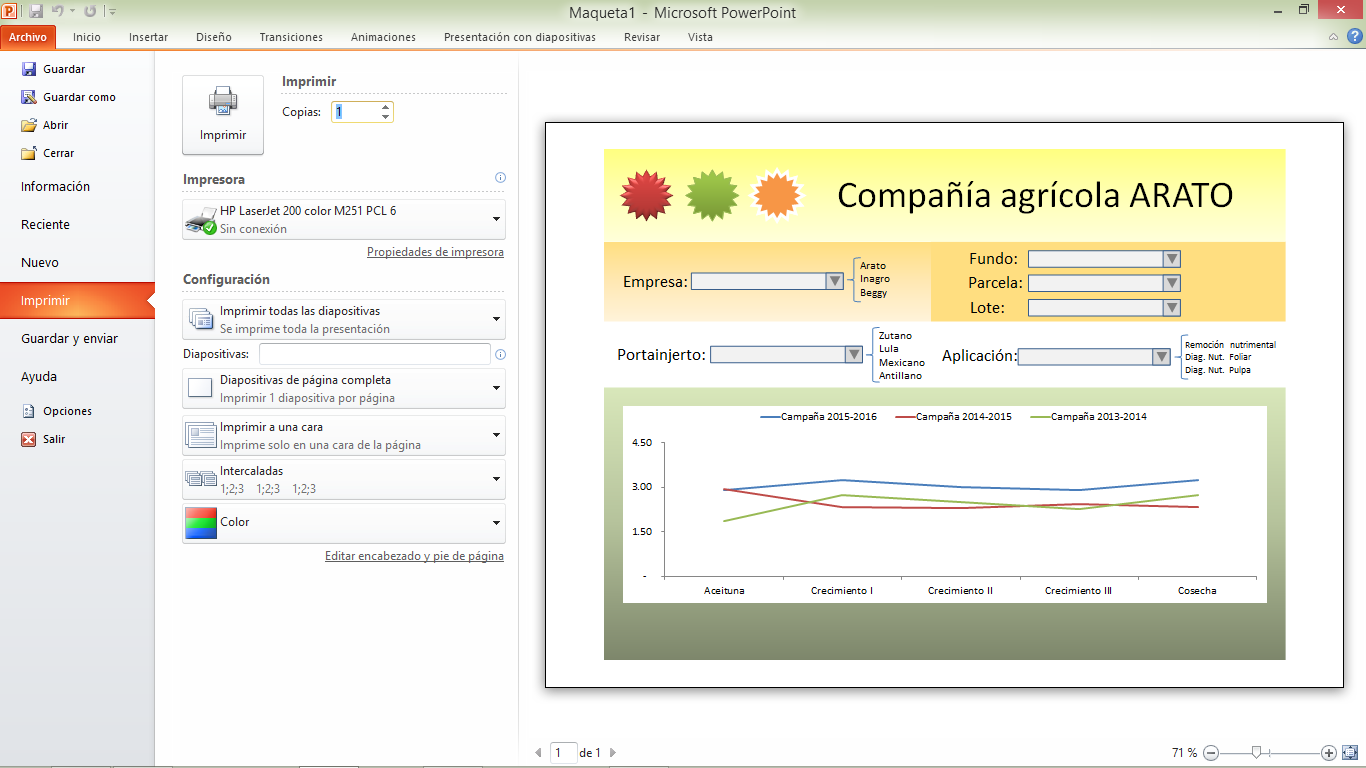 Maqueta1 - Microsoft PowerPoint
Archivo
Inicio
Insertar
Diseño
Transiciones
Animaciones
Presentación con diapositivas
Revisar
Vista
Guardar
Guardar como
Abrir
Cerrar
Información
Reciente
Nuevo
Imprimir
Guardar y enviar
Ayuda
Opciones
Salir
Imprimir
Imprimir
Copias: 1
Impresora
HP LaserJet 200 color M251 PCL 6
Sin conexión
Propiedades de impresora
Configuración
Imprimir todas las diapositivas
Se imprime toda la presentación
Diapositivas:
Diapositivas de página completa
Imprimir 1 diapositiva por página
Imprimir a una cara
Imprime solo en una cara de la página
Intercaladas
1;2;3 1;2;3 1;2;3
Color
Editar encabezado y pie de página
Compañía agrícola ARATO
Empresa:
Arato
Inagro
Beggy
Fundo:
Parcela:
Lote:
Portainjerto:
Zutano
Lula
Mexicano
Antillano
Aplicación:
Remoción nutrimental
Diag. Nut. Foliar
Diag. Nut. Pulpa
Campaña 2015-2016 Campaña 2014-2015 Campaña 2013-2014
4.50
3.00
1.50
-
Aceituna Crecimiento I Crecimiento II Crecimiento III Cosecha
1 de 1
71 %